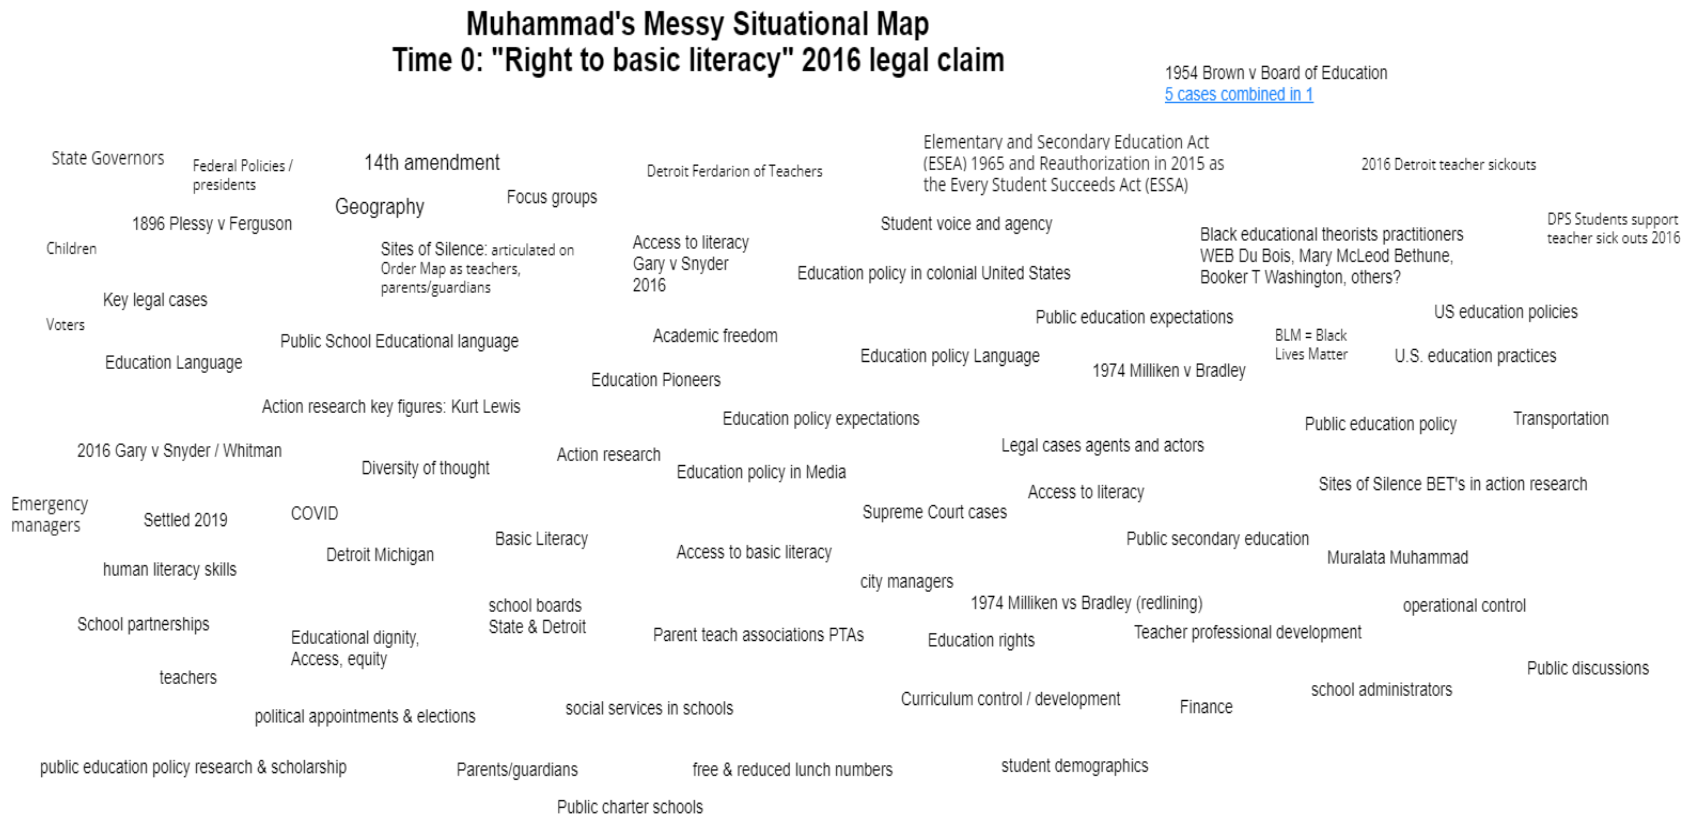 Muhammad's Messy Situational Map
Time 0: "Right to basic literacy" 2016 legal claim
1954 Brown v Board of Education
5 cases combined in 1
State Governors
Federal Policies /
presidents
14th amendment
Detroit Ferdarion of Teachers
Elementary and Secondary Education Act
(ESEA) 1965 and Reauthorization in 2015 as
the Every Student Succeeds Act (ESSA)
2016 Detroit teacher sickouts
Geography
Focus groups
1896 Plessy v Ferguson
Student voice and agency
DPS Students support
teacher sick outs 2016
Children
Sites of Silence: articulated on
Order Map as teachers,
parents/guardians
Access to literacy
Gary v Snyder
2016
Black educational theorists practitioners
WEB Du Bois, Mary McLeod Bethune,
Booker T Washington, others?
Education policy in colonial United States
Key legal cases
Voters
Public education expectations
US education policies
Public School Educational language
Academic freedom
BLM = Black
Lives Matter
Education Language
Education policy Language
U.S. education practices
1974 Milliken v Bradley
Education Pioneers
Action research key figures: Kurt Lewis
Education policy expectations
Public education policy
Transportation
2016 Gary v Snyder / Whitman
Action research
Legal cases agents and actors
Diversity of thought
Education policy in Media
Sites of Silence BET's in action research
Access to literacy
Emergency
managers
Settled 2019
COVID
Supreme Court cases
Basic Literacy
Public secondary education
Detroit Michigan
Access to basic literacy
Muralata Muhammad
human literacy skills
city managers
school boards
State & Detroit
1974 Milliken vs Bradley (redlining)
operational control
School partnerships
Educational dignity,
Access, equity
Parent teach associations PTAs
Education rights
Teacher professional development
teachers
Public discussions
political appointments & elections
social services in schools
Curriculum control / development
Finance
school administrators
public education policy research & scholarship
Parents/guardians
free & reduced lunch numbers
student demographics
Public charter schools